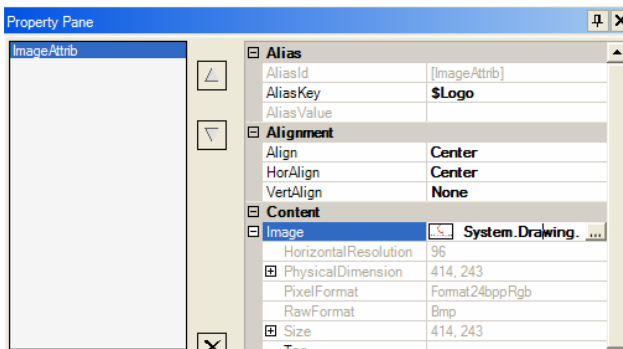 Property Pane
ImageAttrib
Alias
AliasId [ImageAttrib]
AliasKey $Logo
AliasValue
Alignment
Align Center
HorAlign Center
VertAlign None
Content
Image System.Drawing. ...
HorizontalResolution 96
PhysicalDimension 414, 243
PixelFormat Format24bppRgb
RawFormat Bmp
Size 414, 243